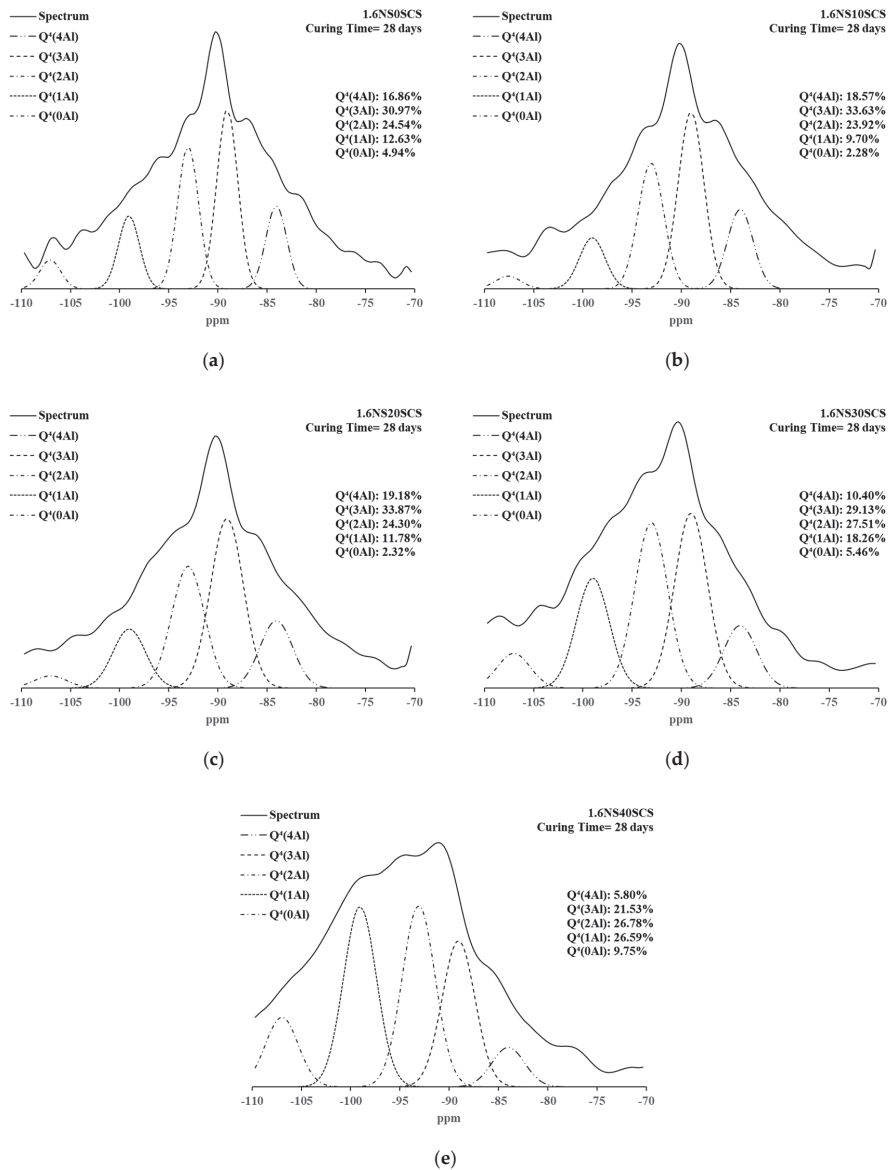 Spectrum
Q⁴(4Al)
Q⁴(3Al)
Q⁴(2Al)
Q⁴(1Al)
Q⁴(0Al)
1.6NS0SCS
Curing Time= 28 days
Q⁴(4Al): 16.86%
Q⁴(3Al): 30.97%
Q⁴(2Al): 24.54%
Q⁴(1Al): 12.63%
Q⁴(0Al): 4.94%
-110 -105 -100 -95 -90 -85 -80 -75 -70
ppm
(a)
Spectrum
Q⁴(4Al)
Q⁴(3Al)
Q⁴(2Al)
Q⁴(1Al)
Q⁴(0Al)
1.6NS10SCS
Curing Time= 28 days
Q⁴(4Al): 18.57%
Q⁴(3Al): 33.63%
Q⁴(2Al): 23.92%
Q⁴(1Al): 9.70%
Q⁴(0Al): 2.28%
-110 -105 -100 -95 -90 -85 -80 -75 -70
ppm
(b)
Spectrum
Q⁴(4Al)
Q⁴(3Al)
Q⁴(2Al)
Q⁴(1Al)
Q⁴(0Al)
1.6NS20SCS
Curing Time= 28 days
Q⁴(4Al): 19.18%
Q⁴(3Al): 33.87%
Q⁴(2Al): 24.30%
Q⁴(1Al): 11.78%
Q⁴(0Al): 2.32%
-110 -105 -100 -95 -90 -85 -80 -75 -70
ppm
(c)
Spectrum
Q⁴(4Al)
Q⁴(3Al)
Q⁴(2Al)
Q⁴(1Al)
Q⁴(0Al)
1.6NS30SCS
Curing Time= 28 days
Q⁴(4Al): 10.40%
Q⁴(3Al): 29.13%
Q⁴(2Al): 27.51%
Q⁴(1Al): 18.26%
Q⁴(0Al): 5.46%
-110 -105 -100 -95 -90 -85 -80 -75 -70
ppm
(d)
Spectrum
Q⁴(4Al)
Q⁴(3Al)
Q⁴(2Al)
Q⁴(1Al)
Q⁴(0Al)
1.6NS40SCS
Curing Time= 28 days
Q⁴(4Al): 5.80%
Q⁴(3Al): 21.53%
Q⁴(2Al): 26.78%
Q⁴(1Al): 26.59%
Q⁴(0Al): 9.75%
-110 -105 -100 -95 -90 -85 -80 -75 -70
ppm
(e)